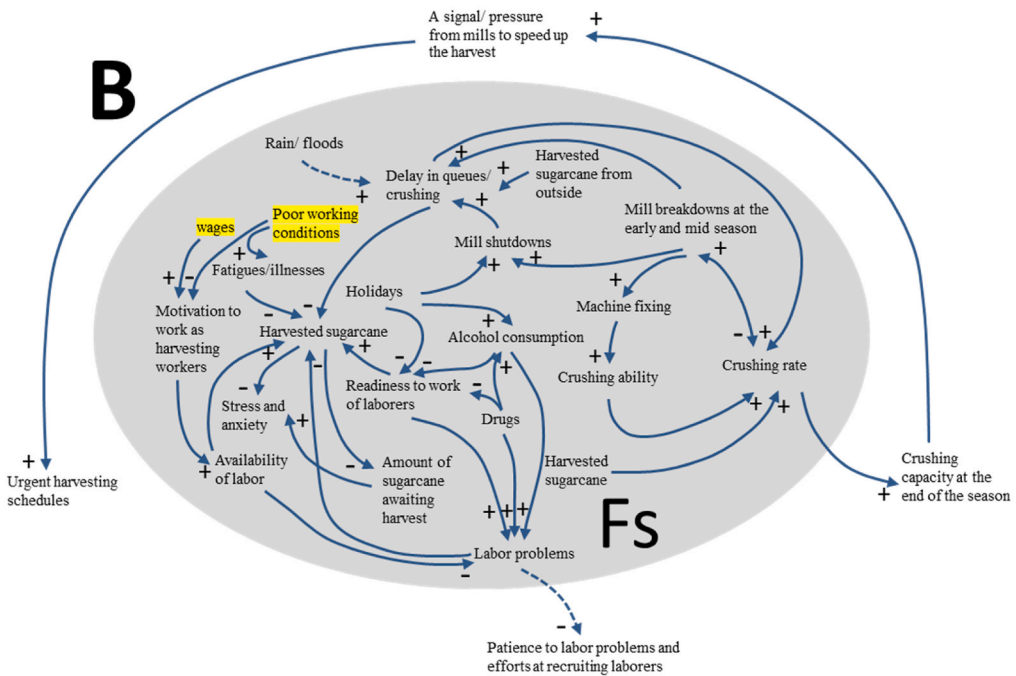 A signal/ pressure
from mills to speed up
the harvest
+
B
Rain/ floods
+
Delay in queues/
crushing
+
+
+
Harvested
sugarcane from
outside
Mill breakdowns at the
early and mid season
+
wages
Poor working
conditions
Mill shutdowns
+
+
+
Fatigues/illnesses
+
-
Motivation to
work as
harvesting
workers
-
-
Harvested sugarcane
+
Holidays
+
Alcohol consumption
+
Machine fixing
+
Crushing ability
-
+
Crushing rate
+
+
-
-
+
Readiness to work
of laborers
-
Drugs
-
Stress and
anxiety
+
-
+
Availability
of labor
-
Amount of
sugarcane
awaiting
harvest
Harvested
sugarcane
+
Urgent harvesting
schedules
Crushing
capacity at the
end of the season
+
+
+
+
Fs
Labor problems
-
-
Patience to labor problems and
efforts at recruiting laborers